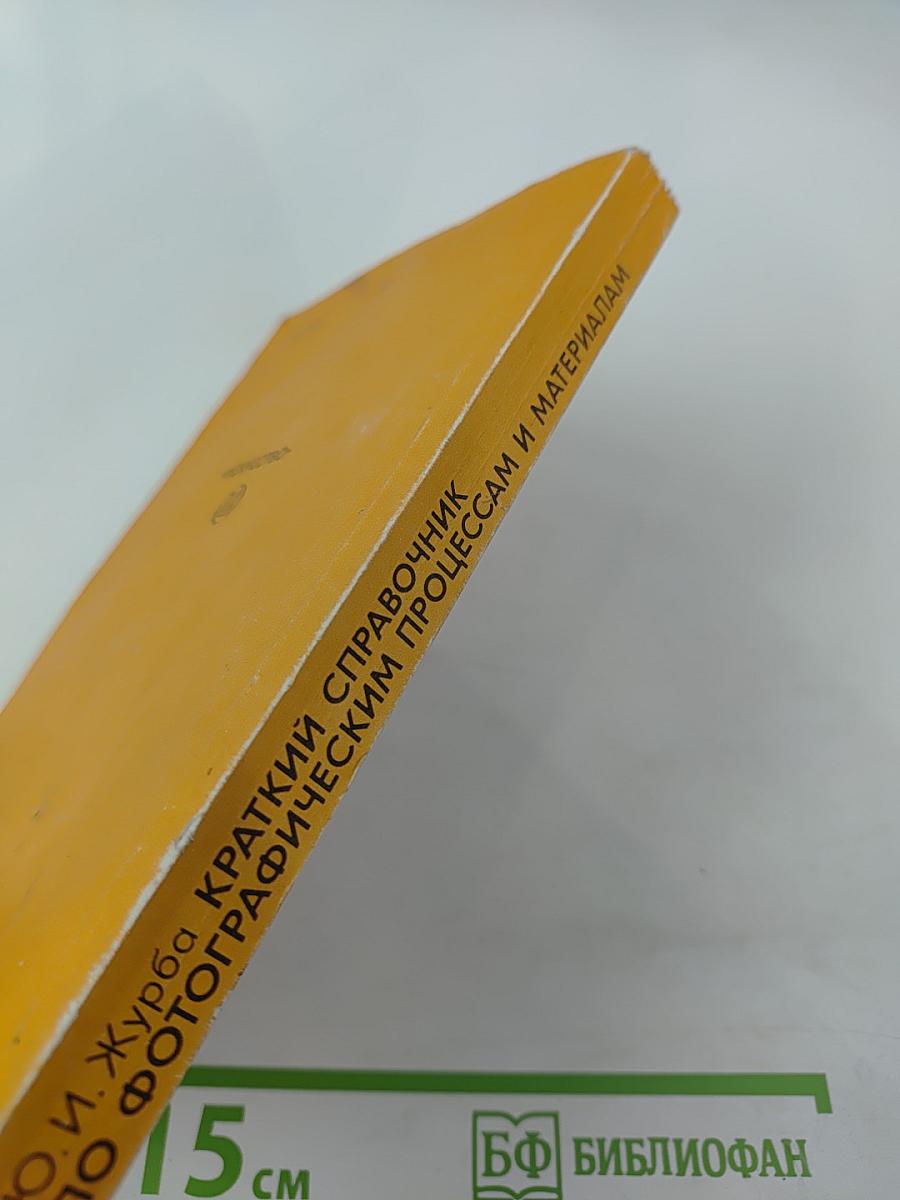 Ю. И. Журба КРАТКИЙ СПРАВОЧНИК
ПО ФОТОГРАФИЧЕСКИМ ПРОЦЕССАМ И МАТЕРИАЛАМ
15 см
БФ БИБЛИОФАН